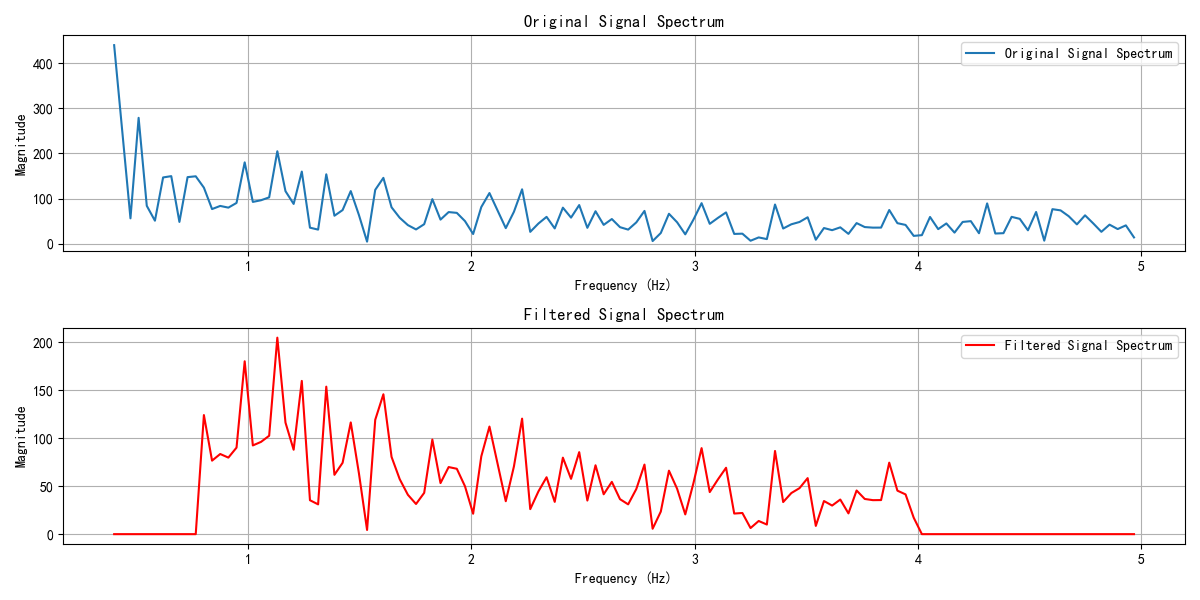 Original Signal Spectrum
Original Signal Spectrum
Magnitude
400
300
200
100
0
1 2 3 4 5
Frequency (Hz)
Filtered Signal Spectrum
Filtered Signal Spectrum
Magnitude
200
150
100
50
0
1 2 3 4 5
Frequency (Hz)